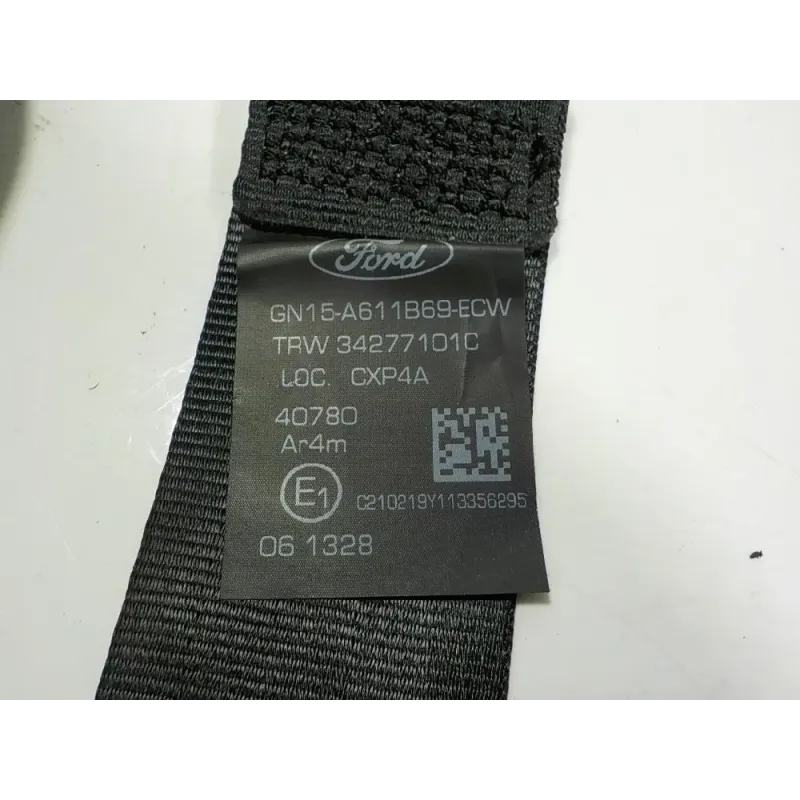 Ford
GN15-A611B69-ECW
TRW 34277101C
LOC. CXP4A
40780
Ar4m
E1
C210219Y113356295
06 1328